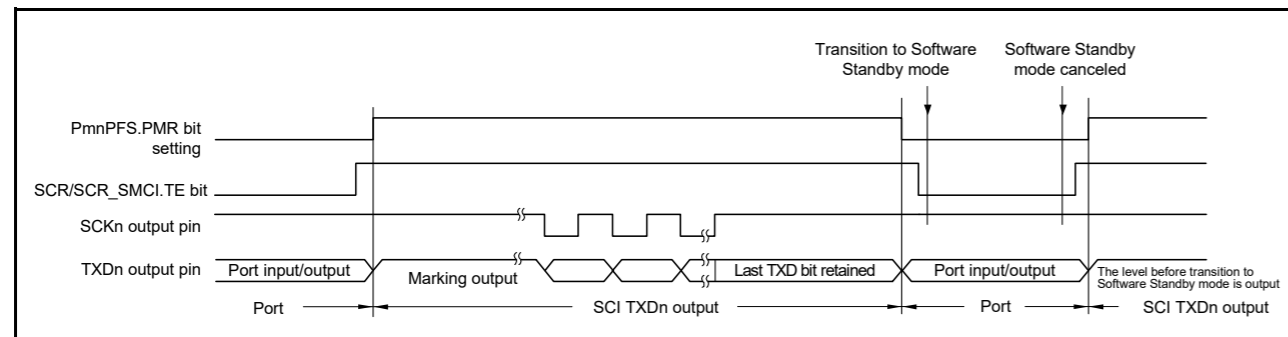 Transition to Software
Standby mode
Software Standby
mode canceled
PmnPFS.PMR bit
setting
SCR/SCR_SMCI.TE bit
SCKn output pin
TXDn output pin
Port input/output
Marking output
Last TXD bit retained
Port input/output
The level before transition to
Software Standby mode is output
Port
SCI TXDn output
Port
SCI TXDn output